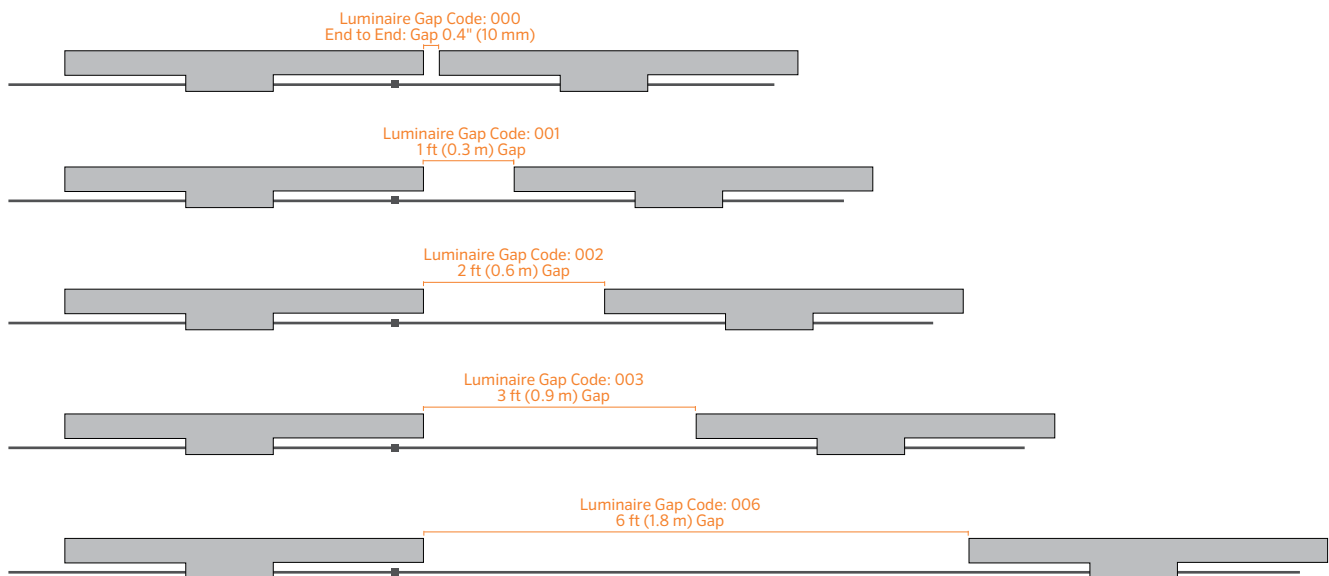 Luminaire Gap Code: 000
End to End: Gap 0.4" (10 mm)
Luminaire Gap Code: 001
1 ft (0.3 m) Gap
Luminaire Gap Code: 002
2 ft (0.6 m) Gap
Luminaire Gap Code: 003
3 ft (0.9 m) Gap
Luminaire Gap Code: 006
6 ft (1.8 m) Gap